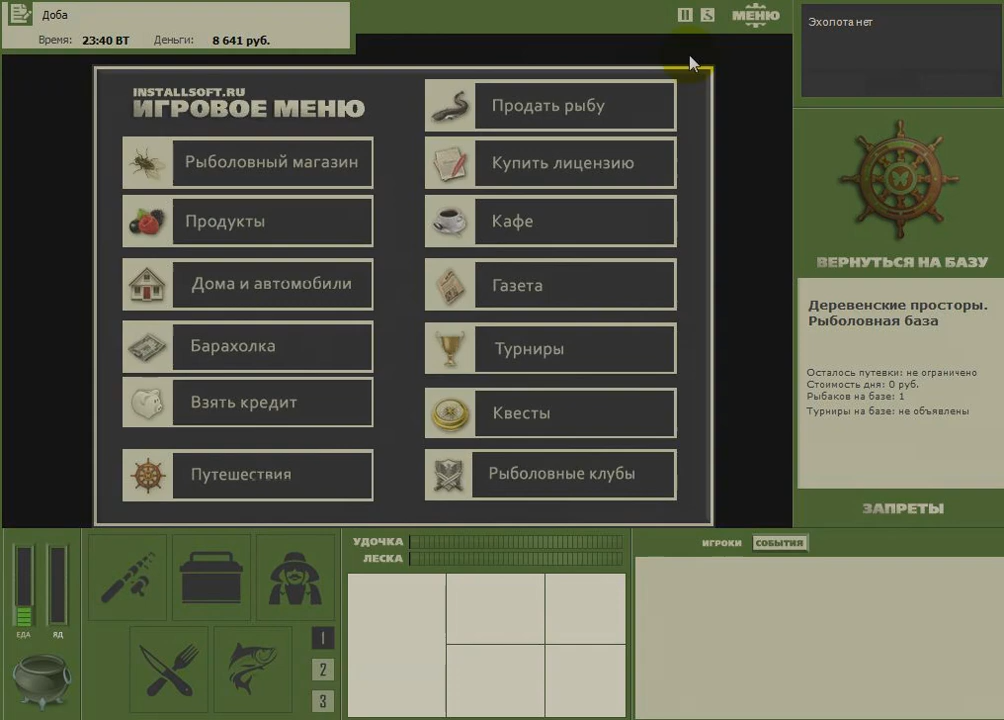 Доба
Время: 23:40 ВТ Деньги: 8 641 руб.
МЕНЮ
Эхолота нет
INSTALLSOFT.RU
ИГРОВОЕ МЕНЮ
Рыболовный магазин
Продукты
Дома и автомобили
Барахолка
Взять кредит
Путешествия
Продать рыбу
Купить лицензию
Кафе
Газета
Турниры
Квесты
Рыболовные клубы
ВЕРНУТЬСЯ НА БАЗУ
Деревенские просторы.
Рыболовная база
Осталось путевки: не ограничено
Стоимость дня: 0 руб.
Рыбаков на базе: 1
Турниры на базе: не объявлены
ЗАПРЕТЫ
ЕДА ЯД
1
2
3
УДОЧКА
ЛЕСКА
ИГРОКИ СОБЫТИЯ